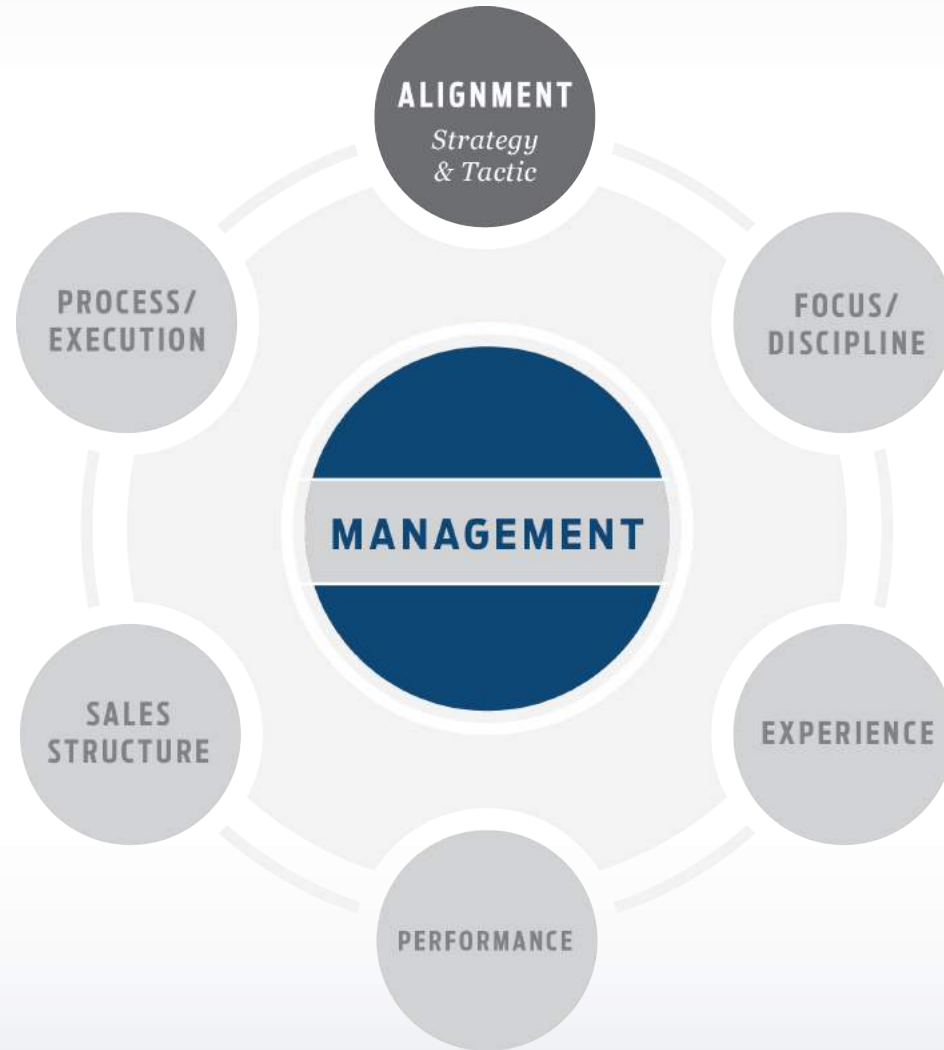 ALIGNMENT
Strategy
& Tactic
PROCESS/
EXECUTION
FOCUS/
DISCIPLINE
MANAGEMENT
SALES
STRUCTURE
EXPERIENCE
PERFORMANCE